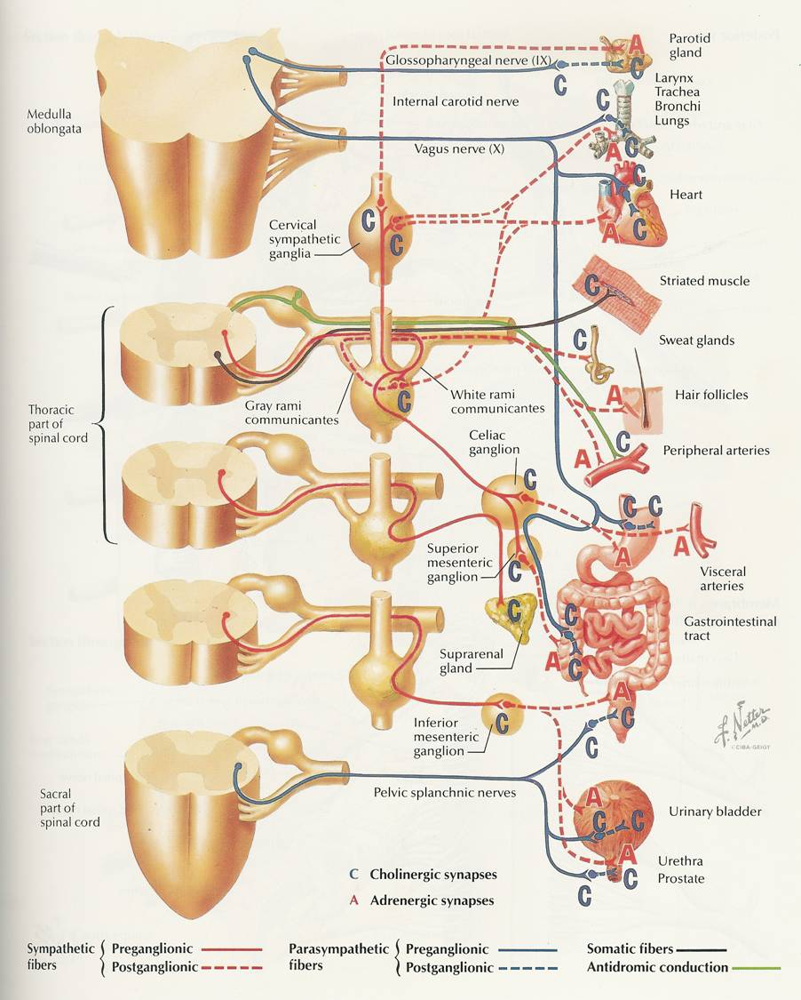 Parotid
gland
Glossopharyngeal nerve (IX)
A
C
C
Larynx
Trachea
Bronchi
Lungs
Internal carotid nerve
C
Medulla
oblongata
Vagus nerve (X)
C
A
C
Heart
C
C
Cervical
sympathetic
ganglia
C
A
Striated muscle
C
Sweat glands
C
Hair follicles
A
Gray rami
communicantes
C
White rami
communicantes
Thoracic
part of
spinal cord
Celiac
ganglion
C
A
Peripheral arteries
C
C
C
A
A
Visceral
arteries
Superior
mesenteric
ganglion
C
C
C
Gastrointestinal
tract
Suprarenal
gland
A
C
A
C
C
Inferior
mesenteric
ganglion
C
F. Netter
M.D.
©CIBA-GEIGY
Sacral
part of
spinal cord
Pelvic splanchnic nerves
A
C
C
Urinary bladder
A
C
C
Urethra
Prostate
C Cholinergic synapses
A Adrenergic synapses
Sympathetic
fibers
Preganglionic
Postganglionic
Parasympathetic
fibers
Preganglionic
Postganglionic
Somatic fibers
Antidromic conduction